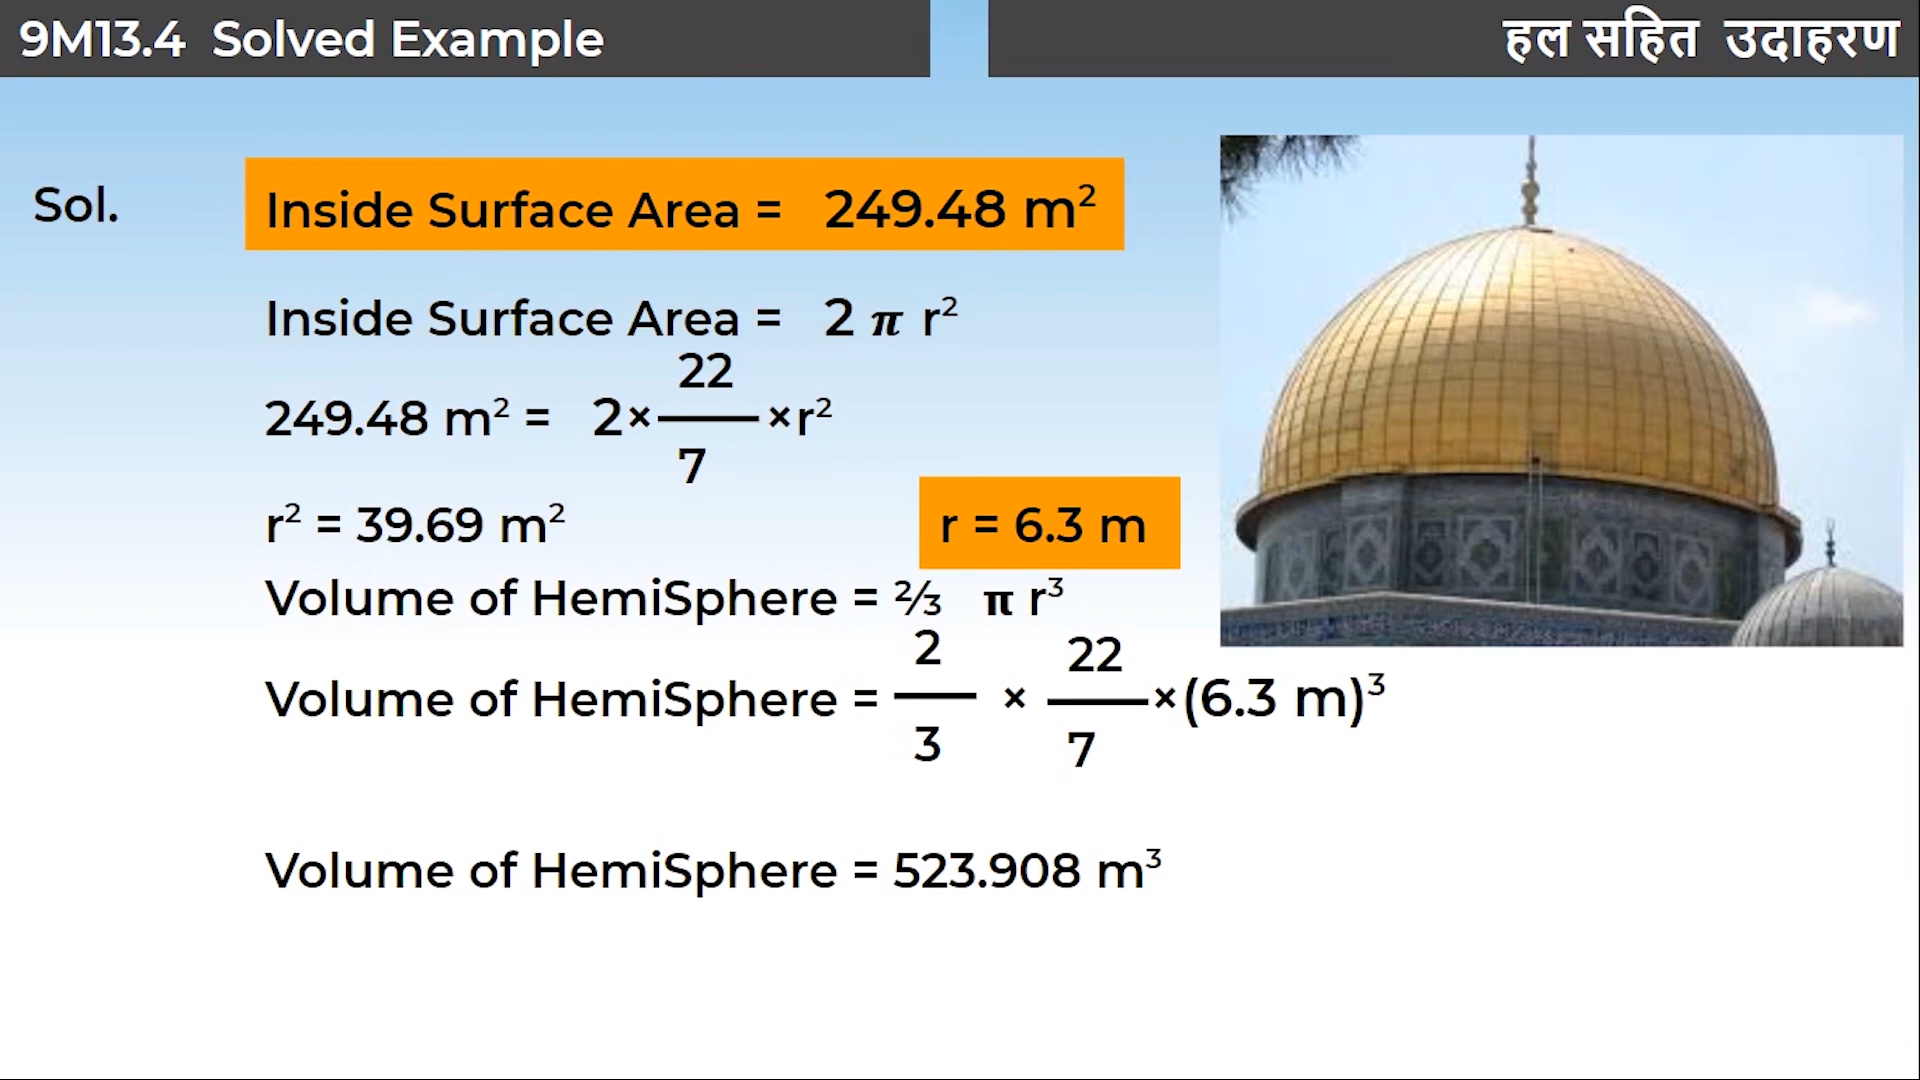 9M13.4 Solved Example
हल सहित उदाहरण
Sol.
Inside Surface Area = 249.48 m²
Inside Surface Area = 2 π r²
249.48 m² = 2×22/7×r²
r² = 39.69 m²
r = 6.3 m
Volume of HemiSphere = ⅔ π r³
Volume of HemiSphere = 2/3 × 22/7 ×(6.3 m)³
Volume of HemiSphere = 523.908 m³